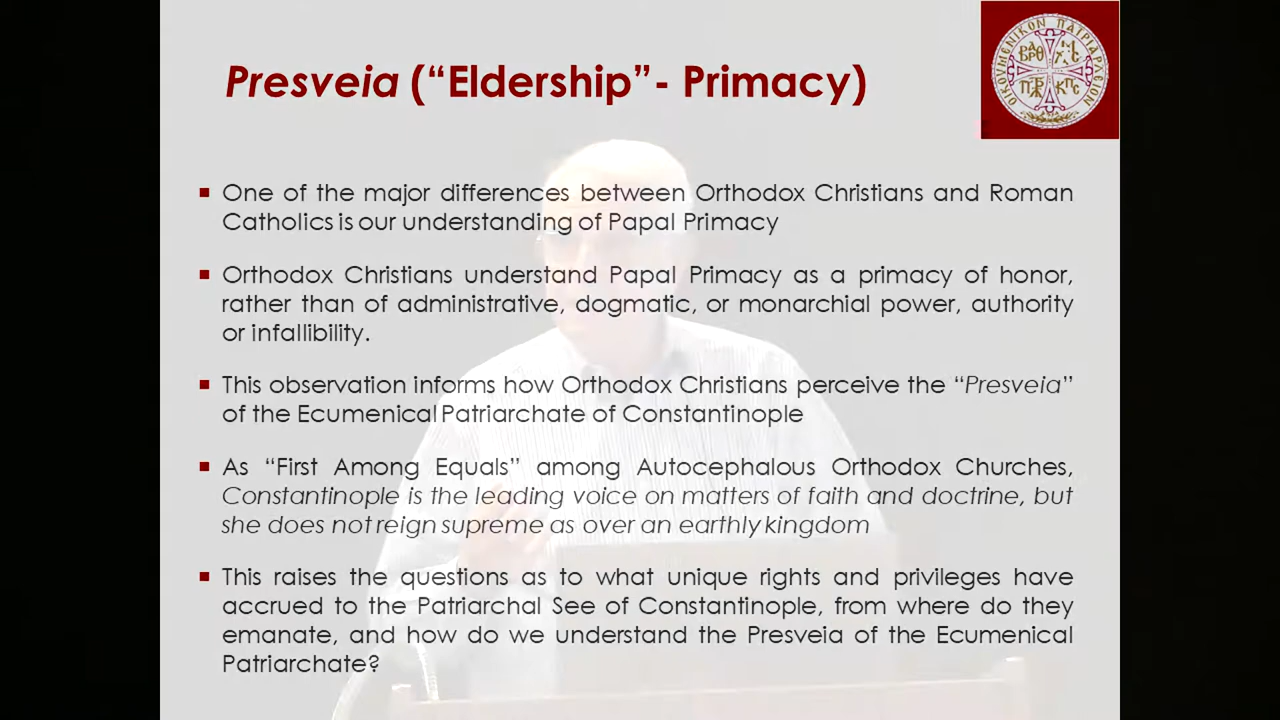 Presveia (“Eldership”- Primacy)
ΟΙΚΟΥΜΕΝΙΚΟΝ ΠΑΤΡΙΑΡΧΕΙΟΝ
One of the major differences between Orthodox Christians and Roman
Catholics is our understanding of Papal Primacy
Orthodox Christians understand Papal Primacy as a primacy of honor,
rather than of administrative, dogmatic, or monarchial power, authority
or infallibility.
This observation informs how Orthodox Christians perceive the “Presveia”
of the Ecumenical Patriarchate of Constantinople
As “First Among Equals” among Autocephalous Orthodox Churches,
Constantinople is the leading voice on matters of faith and doctrine, but
she does not reign supreme as over an earthly kingdom
This raises the questions as to what unique rights and privileges have
accrued to the Patriarchal See of Constantinople, from where do they
emanate, and how do we understand the Presveia of the Ecumenical
Patriarchate?